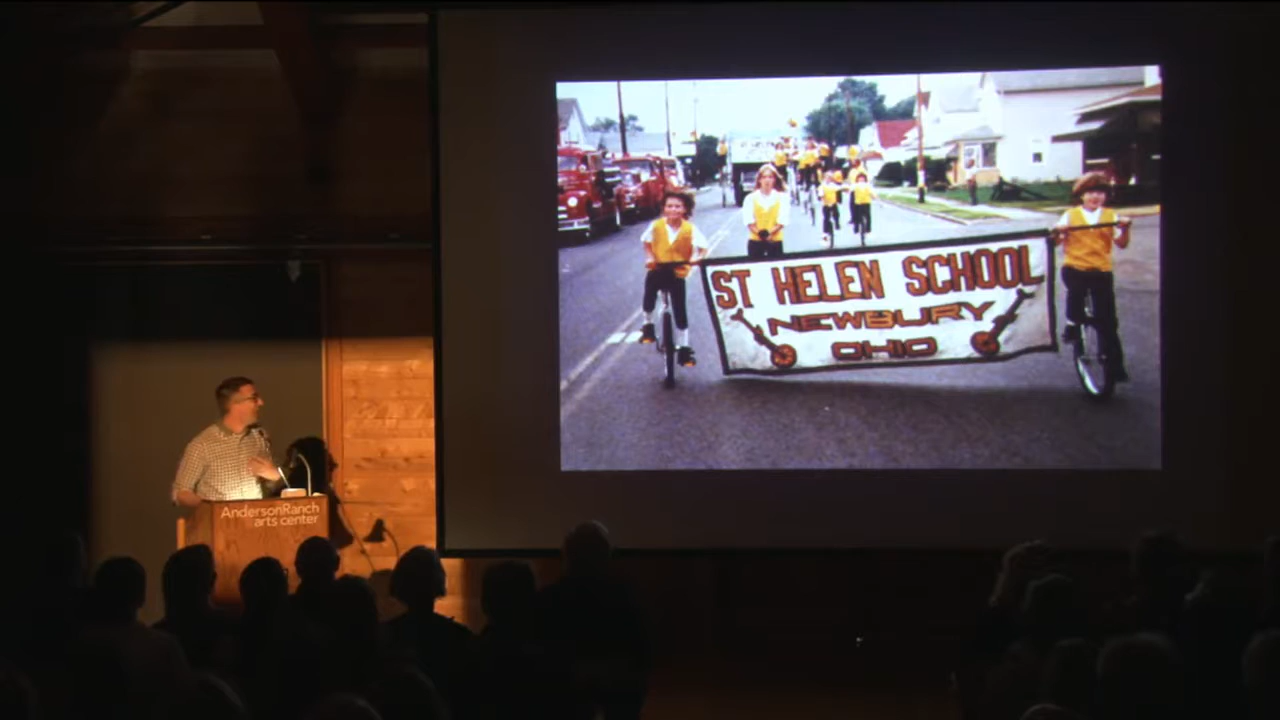 AndersonRanch
arts center
ST HELEN SCHOOL
NEWBURY
OHIO